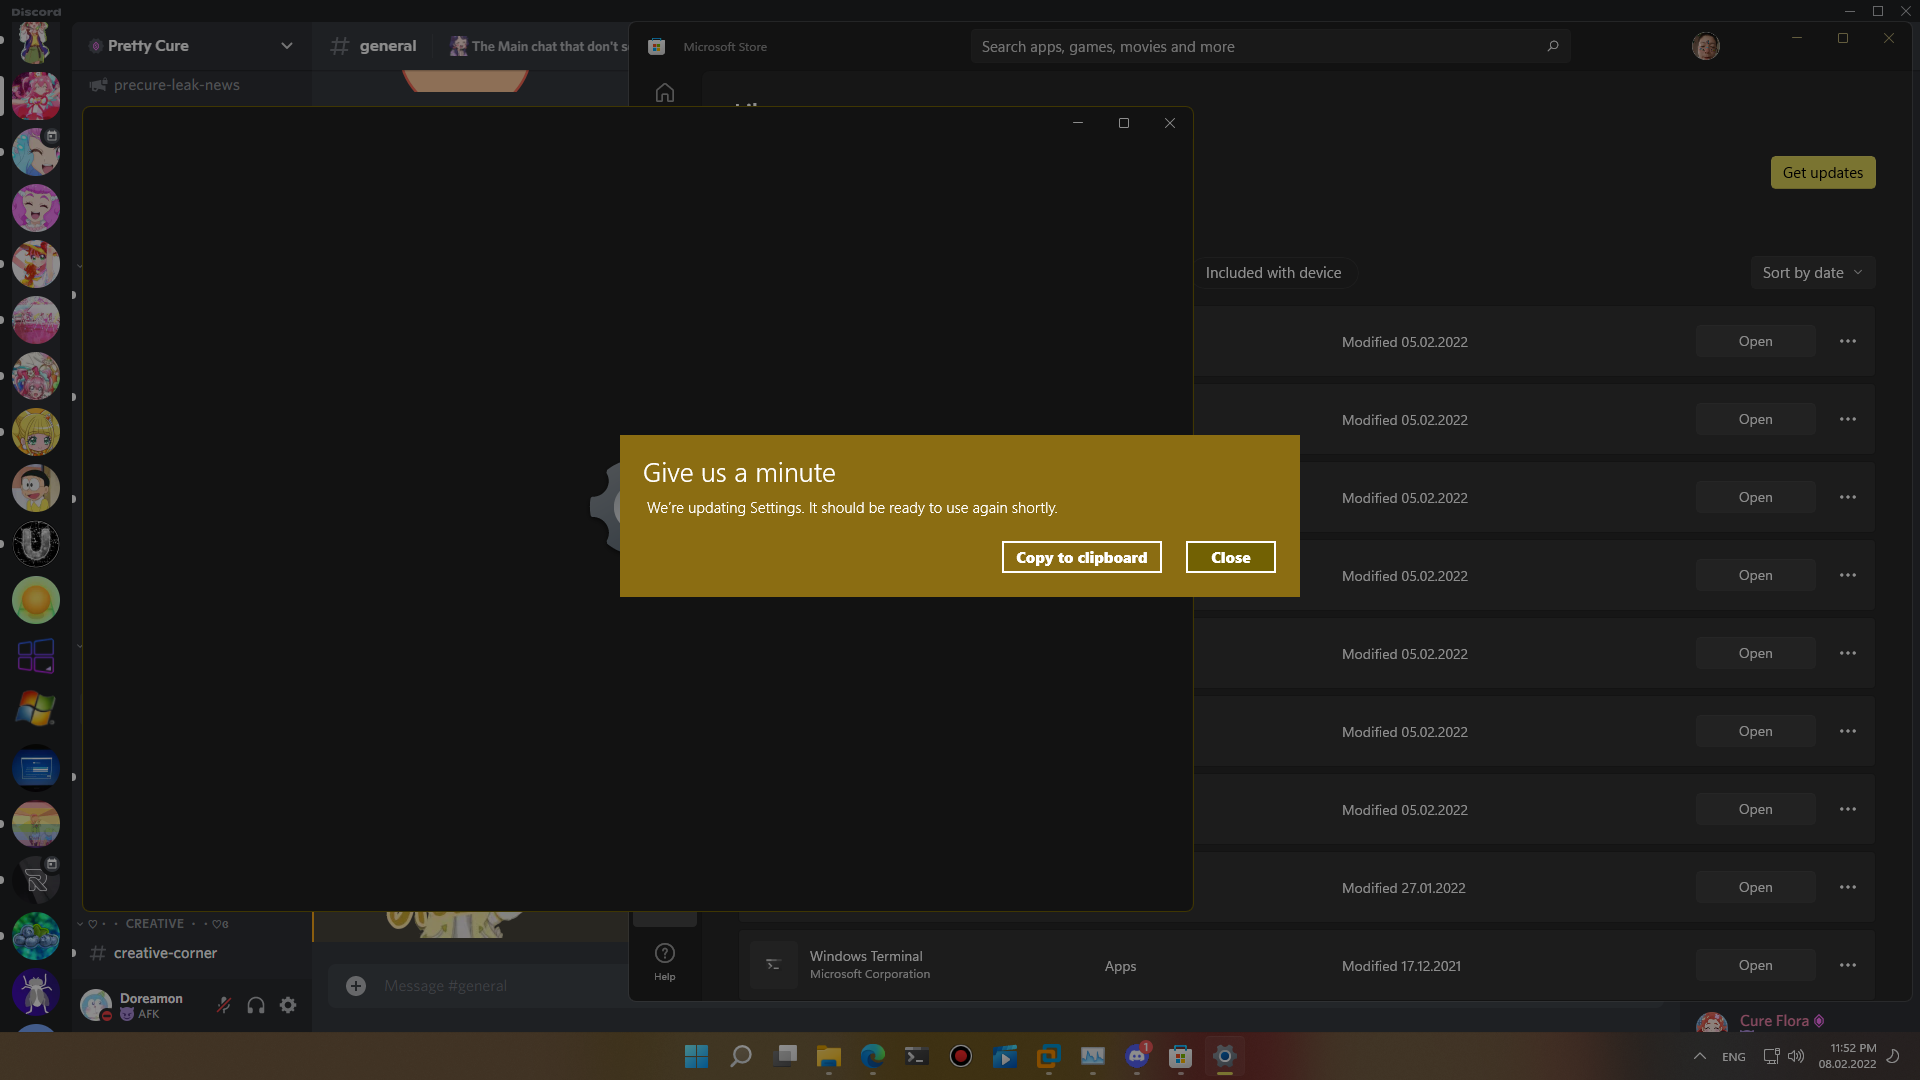 Discord
Pretty Cure
general
The Main chat that don't s
precure-leak-news
Microsoft Store
Search apps, games, movies and more
Get updates
Included with device
Sort by date
Modified 05.02.2022
Open
Modified 05.02.2022
Open
Modified 05.02.2022
Open
Modified 05.02.2022
Open
Modified 05.02.2022
Open
Modified 05.02.2022
Open
Modified 05.02.2022
Open
Modified 27.01.2022
Open
Give us a minute
We're updating Settings. It should be ready to use again shortly.
Copy to clipboard
Close
CREATIVE
creative-corner
Message #general
Doreamon
AFK
Help
Windows Terminal
Microsoft Corporation
Apps
Modified 17.12.2021
Open
Cure Flora
1
ENG
11:52 PM
08.02.2022